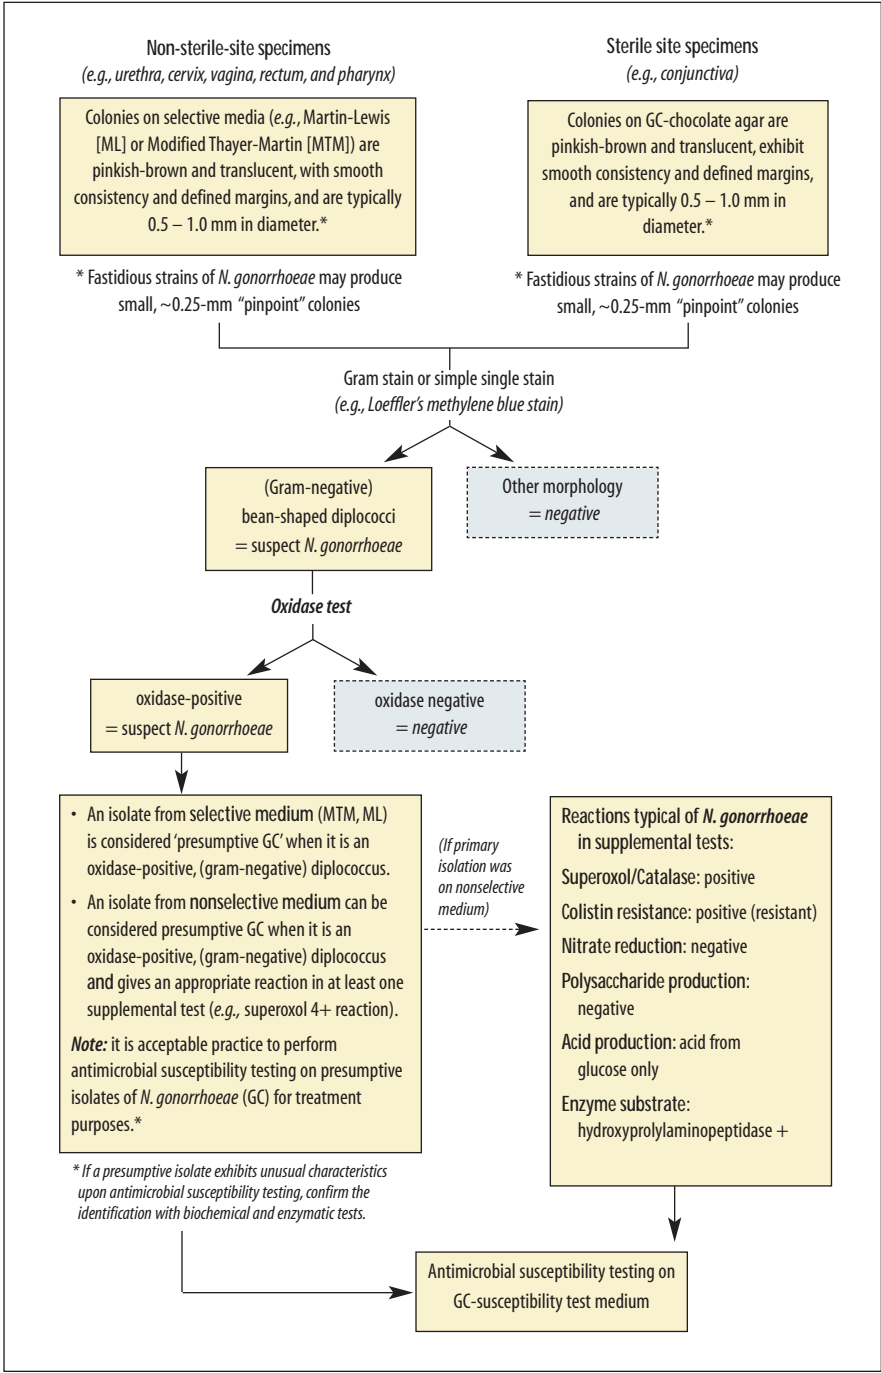 Non-sterile-site specimens
(e.g., urethra, cervix, vagina, rectum, and pharynx)
Colonies on selective media (e.g., Martin-Lewis
[ML] or Modified Thayer-Martin [MTM]) are
pinkish-brown and translucent, with smooth
consistency and defined margins, and are typically
0.5 – 1.0 mm in diameter.*
* Fastidious strains of N. gonorrhoeae may produce
small, ~0.25-mm “pinpoint” colonies
Sterile site specimens
(e.g., conjunctiva)
Colonies on GC-chocolate agar are
pinkish-brown and translucent, exhibit
smooth consistency and defined margins,
and are typically 0.5 – 1.0 mm in
diameter.*
* Fastidious strains of N. gonorrhoeae may produce
small, ~0.25-mm “pinpoint” colonies
Gram stain or simple single stain
(e.g., Loeffler’s methylene blue stain)
(Gram-negative)
bean-shaped diplococci
= suspect N. gonorrhoeae
Other morphology
= negative
Oxidase test
oxidase-positive
= suspect N. gonorrhoeae
oxidase negative
= negative
• An isolate from selective medium (MTM, ML)
is considered ‘presumptive GC’ when it is an
oxidase-positive, (gram-negative) diplococcus.
• An isolate from nonselective medium can be
considered presumptive GC when it is an
oxidase-positive, (gram-negative) diplococcus
and gives an appropriate reaction in at least one
supplemental test (e.g., superoxol 4+ reaction).
Note: it is acceptable practice to perform
antimicrobial susceptibility testing on presumptive
isolates of N. gonorrhoeae (GC) for treatment
purposes.*
* If a presumptive isolate exhibits unusual characteristics
upon antimicrobial susceptibility testing, confirm the
identification with biochemical and enzymatic tests.
(If primary
isolation was
on nonselective
medium)
Reactions typical of N. gonorrhoeae
in supplemental tests:
Superoxol/Catalase: positive
Colistin resistance: positive (resistant)
Nitrate reduction: negative
Polysaccharide production:
negative
Acid production: acid from
glucose only
Enzyme substrate:
hydroxyprolylaminopeptidase +
Antimicrobial susceptibility testing on
GC-susceptibility test medium